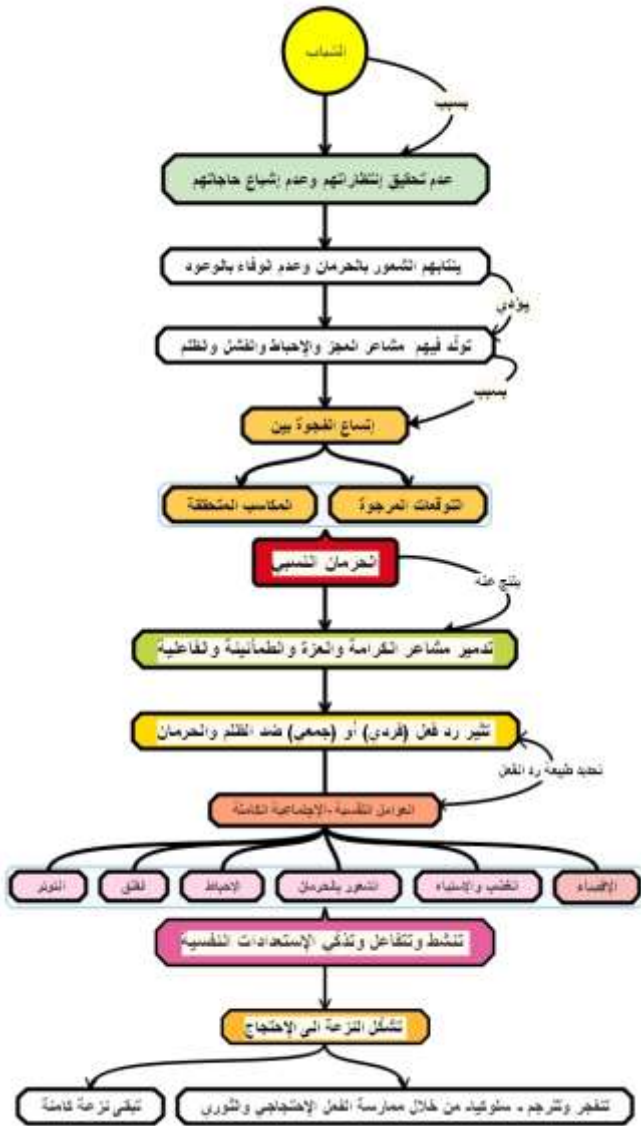 الشباب
بسبب
عدم تحقيق إنتظاراتهم وعدم إشباع حاجاتهم
ينتابهم الشعور بالحرمان وعدم الوفاء بالوعود
يؤدي
تولّد فيهم مشاعر العجز والإحباط والفشل والظلم
بسبب
إتساع الفجوة بين
التوقعات المرجوة
المكاسب المتحققة
الحرمان النسبي
ينتج عنه
تدمير مشاعر الكرامة والعزة والطمأنينة والفاعلية
تثير رد فعل (فردي) أو (جمعي) ضد الظلم والحرمان
تحديد طبيعة رد الفعل
العوامل النفسية -الإجتماعية الكامنة
الإقصاء
الغضب والإستياء
الشعور بالحرمان
الإحباط
القلق
التوتر
تنشط وتتفاعل وتذكي الإستعدادات النفسية
تشكل النزعة الى الإحتجاج
تنفجر وتترجم - سلوكيا- من خلال ممارسة الفعل الإحتجاجي والثوري
تبقى نزعة كامنة